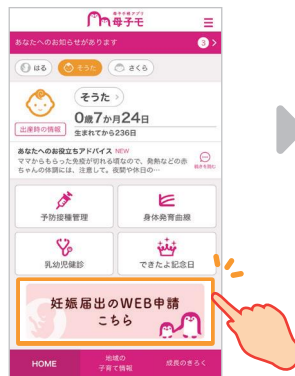 母子手帳アプリ
母子モ
あなたへのお知らせがあります
3
はる
そうた
さくら
そうた
0歳7か月24日
出産時の情報
生まれてから236日
あなたへのお役立ちアドバイス NEW
ママからもらった免疫が切れる頃なので、発熱などの赤
ちゃんの体調には、注意して。夜間や休日の…
続きを読む
予防接種管理
身体発育曲線
乳幼児健診
できたよ記念日
妊娠届出のWEB申請
こちら
HOME
地域の
子育て情報
成長のきろく